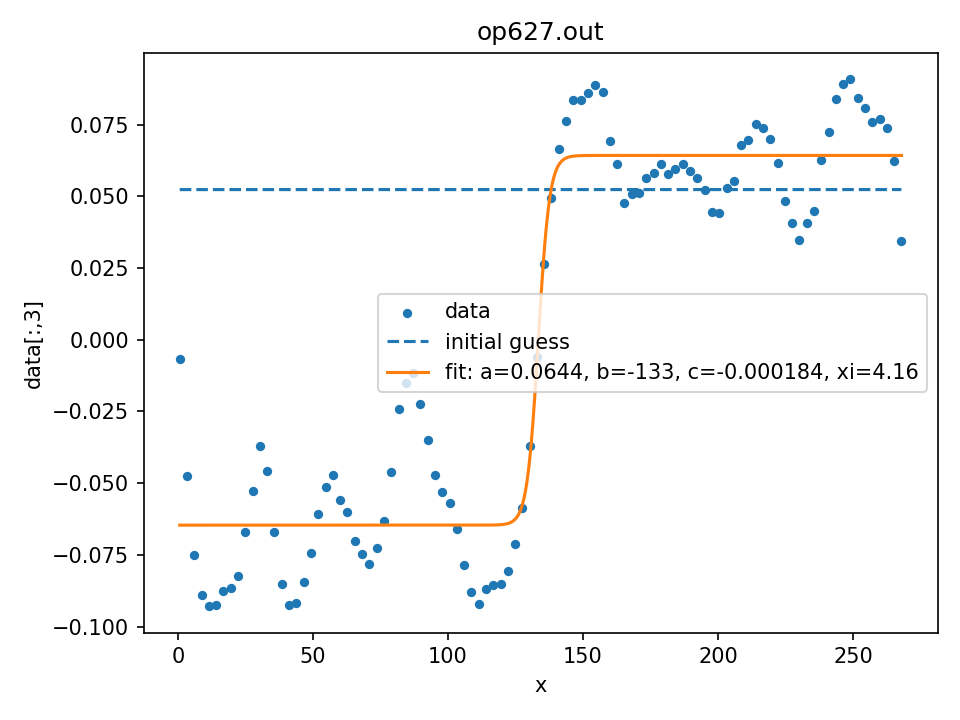 op627.out
data[:,3]
0.075
0.050
0.025
0.000
−0.025
−0.050
−0.075
−0.100
data
initial guess
fit: a=0.0644, b=-133, c=-0.000184, xi=4.16
0 50 100 150 200 250
x